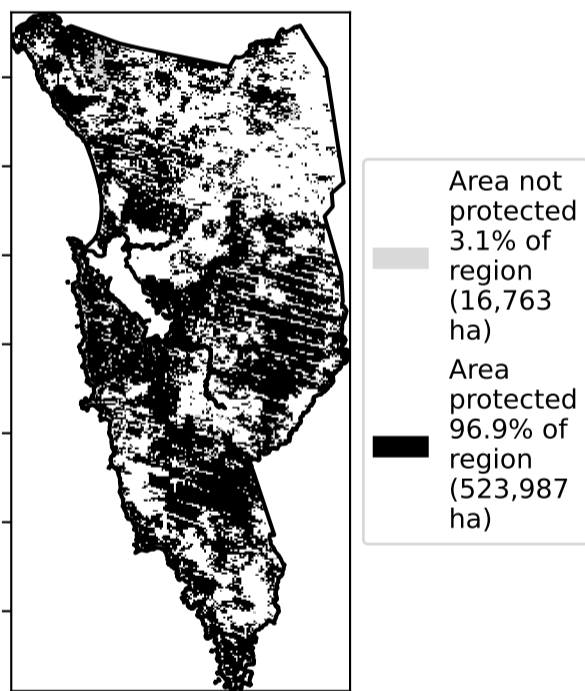 Area not
protected
3.1% of
region
(16,763
ha)
Area
protected
96.9% of
region
(523,987
ha)